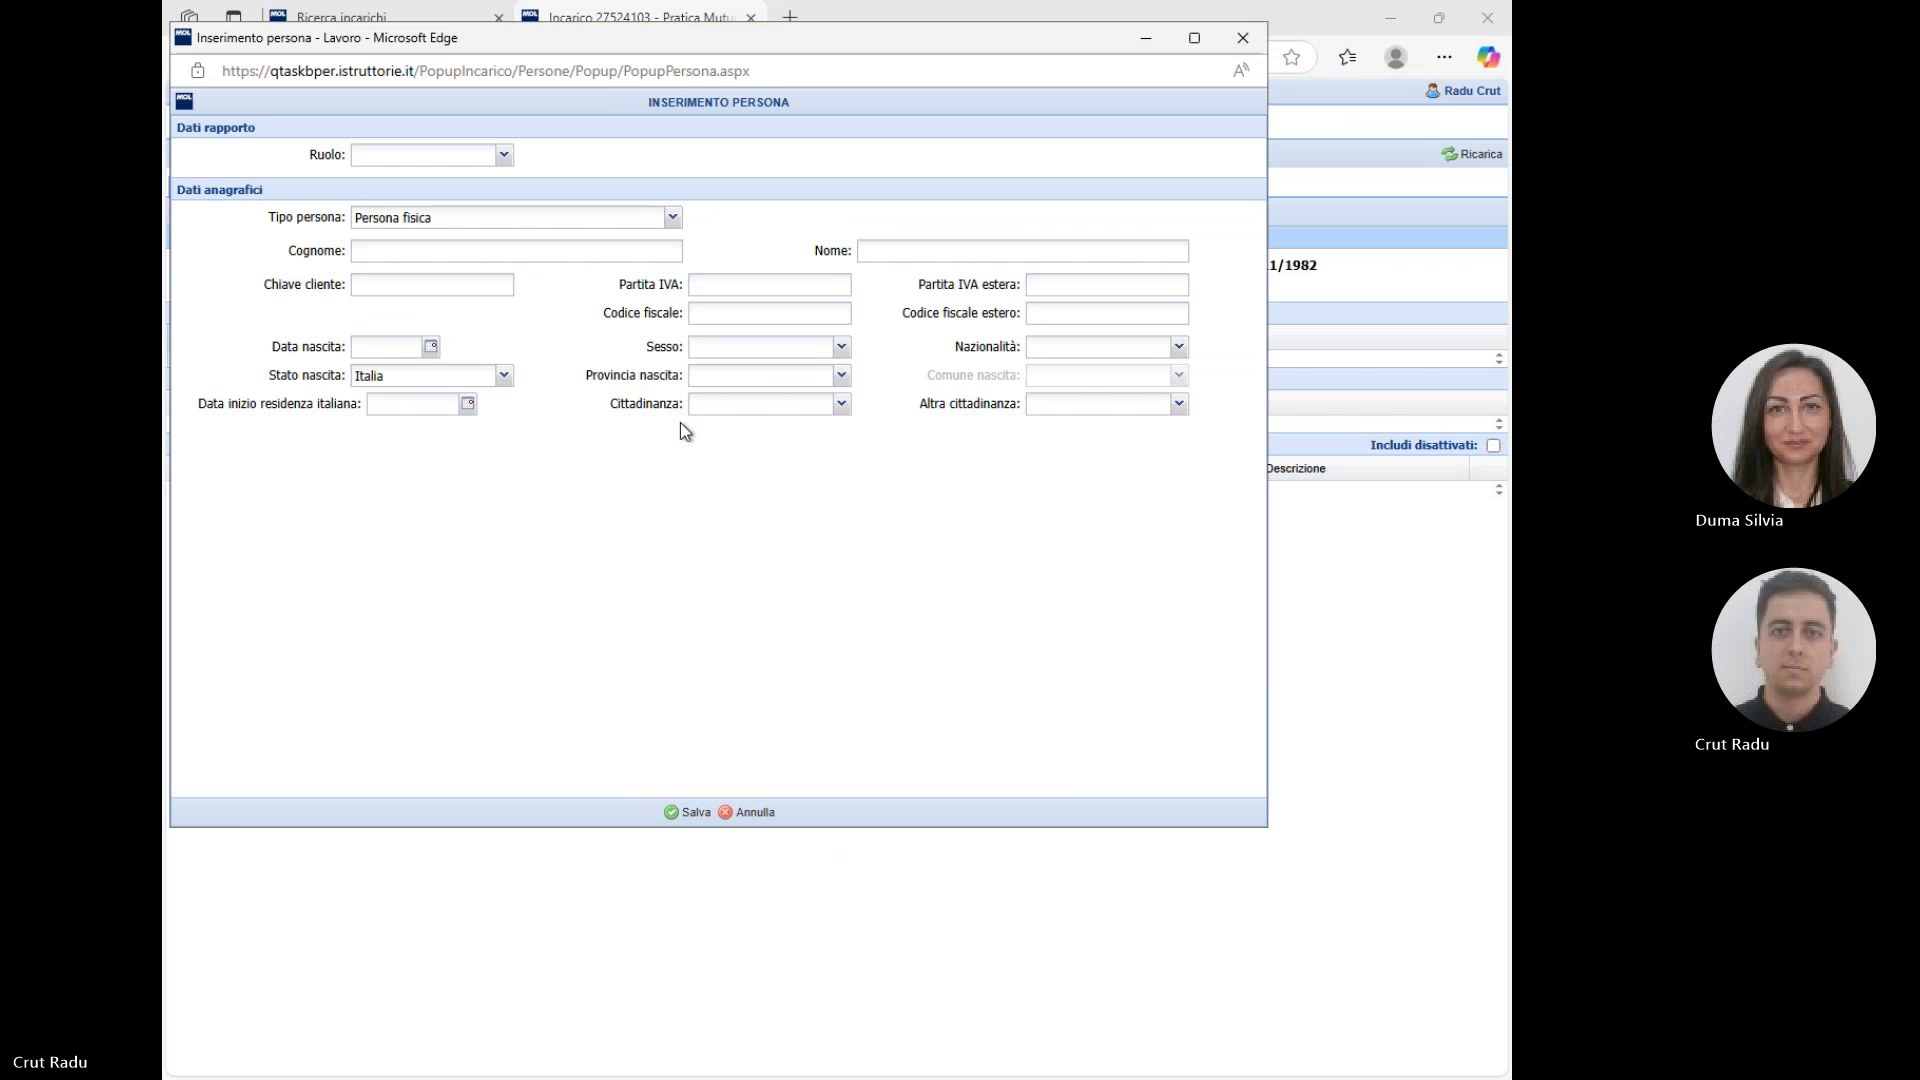 Ricerca incarichi
Incarico 27524103 - Pratica Mutu
MOL Inserimento persona - Lavoro - Microsoft Edge
https://qtaskbper.istruttorie.it/PopupIncarico/Persone/Popup/PopupPersona.aspx
MOL INSERIMENTO PERSONA
Radu Crut
Dati rapporto
Ruolo:
Ricarica
Dati anagrafici
Tipo persona: Persona fisica
Cognome: Nome:
1/1982
Chiave cliente: Partita IVA: Partita IVA estera:
Codice fiscale: Codice fiscale estero:
Data nascita: Sesso: Nazionalità:
Stato nascita: Italia Provincia nascita: Comune nascita:
Data inizio residenza italiana: Cittadinanza: Altra cittadinanza:
Includi disattivati:
Descrizione
Salva Annulla
Duma Silvia
Crut Radu
Crut Radu